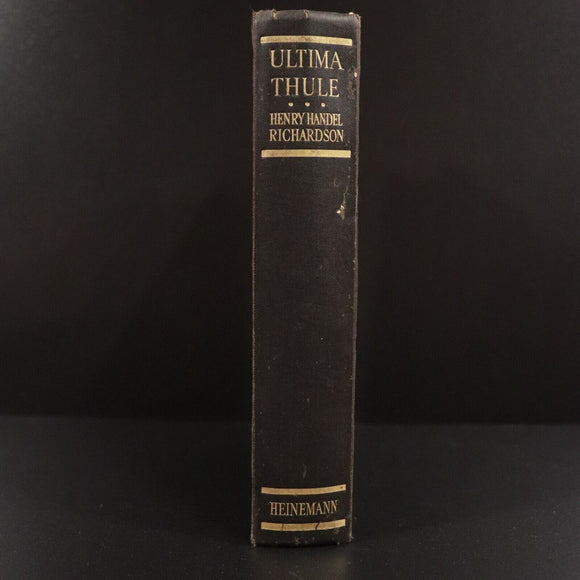 ULTIMA
THULE
HENRY HANDEL
RICHARDSON
HEINEMANN